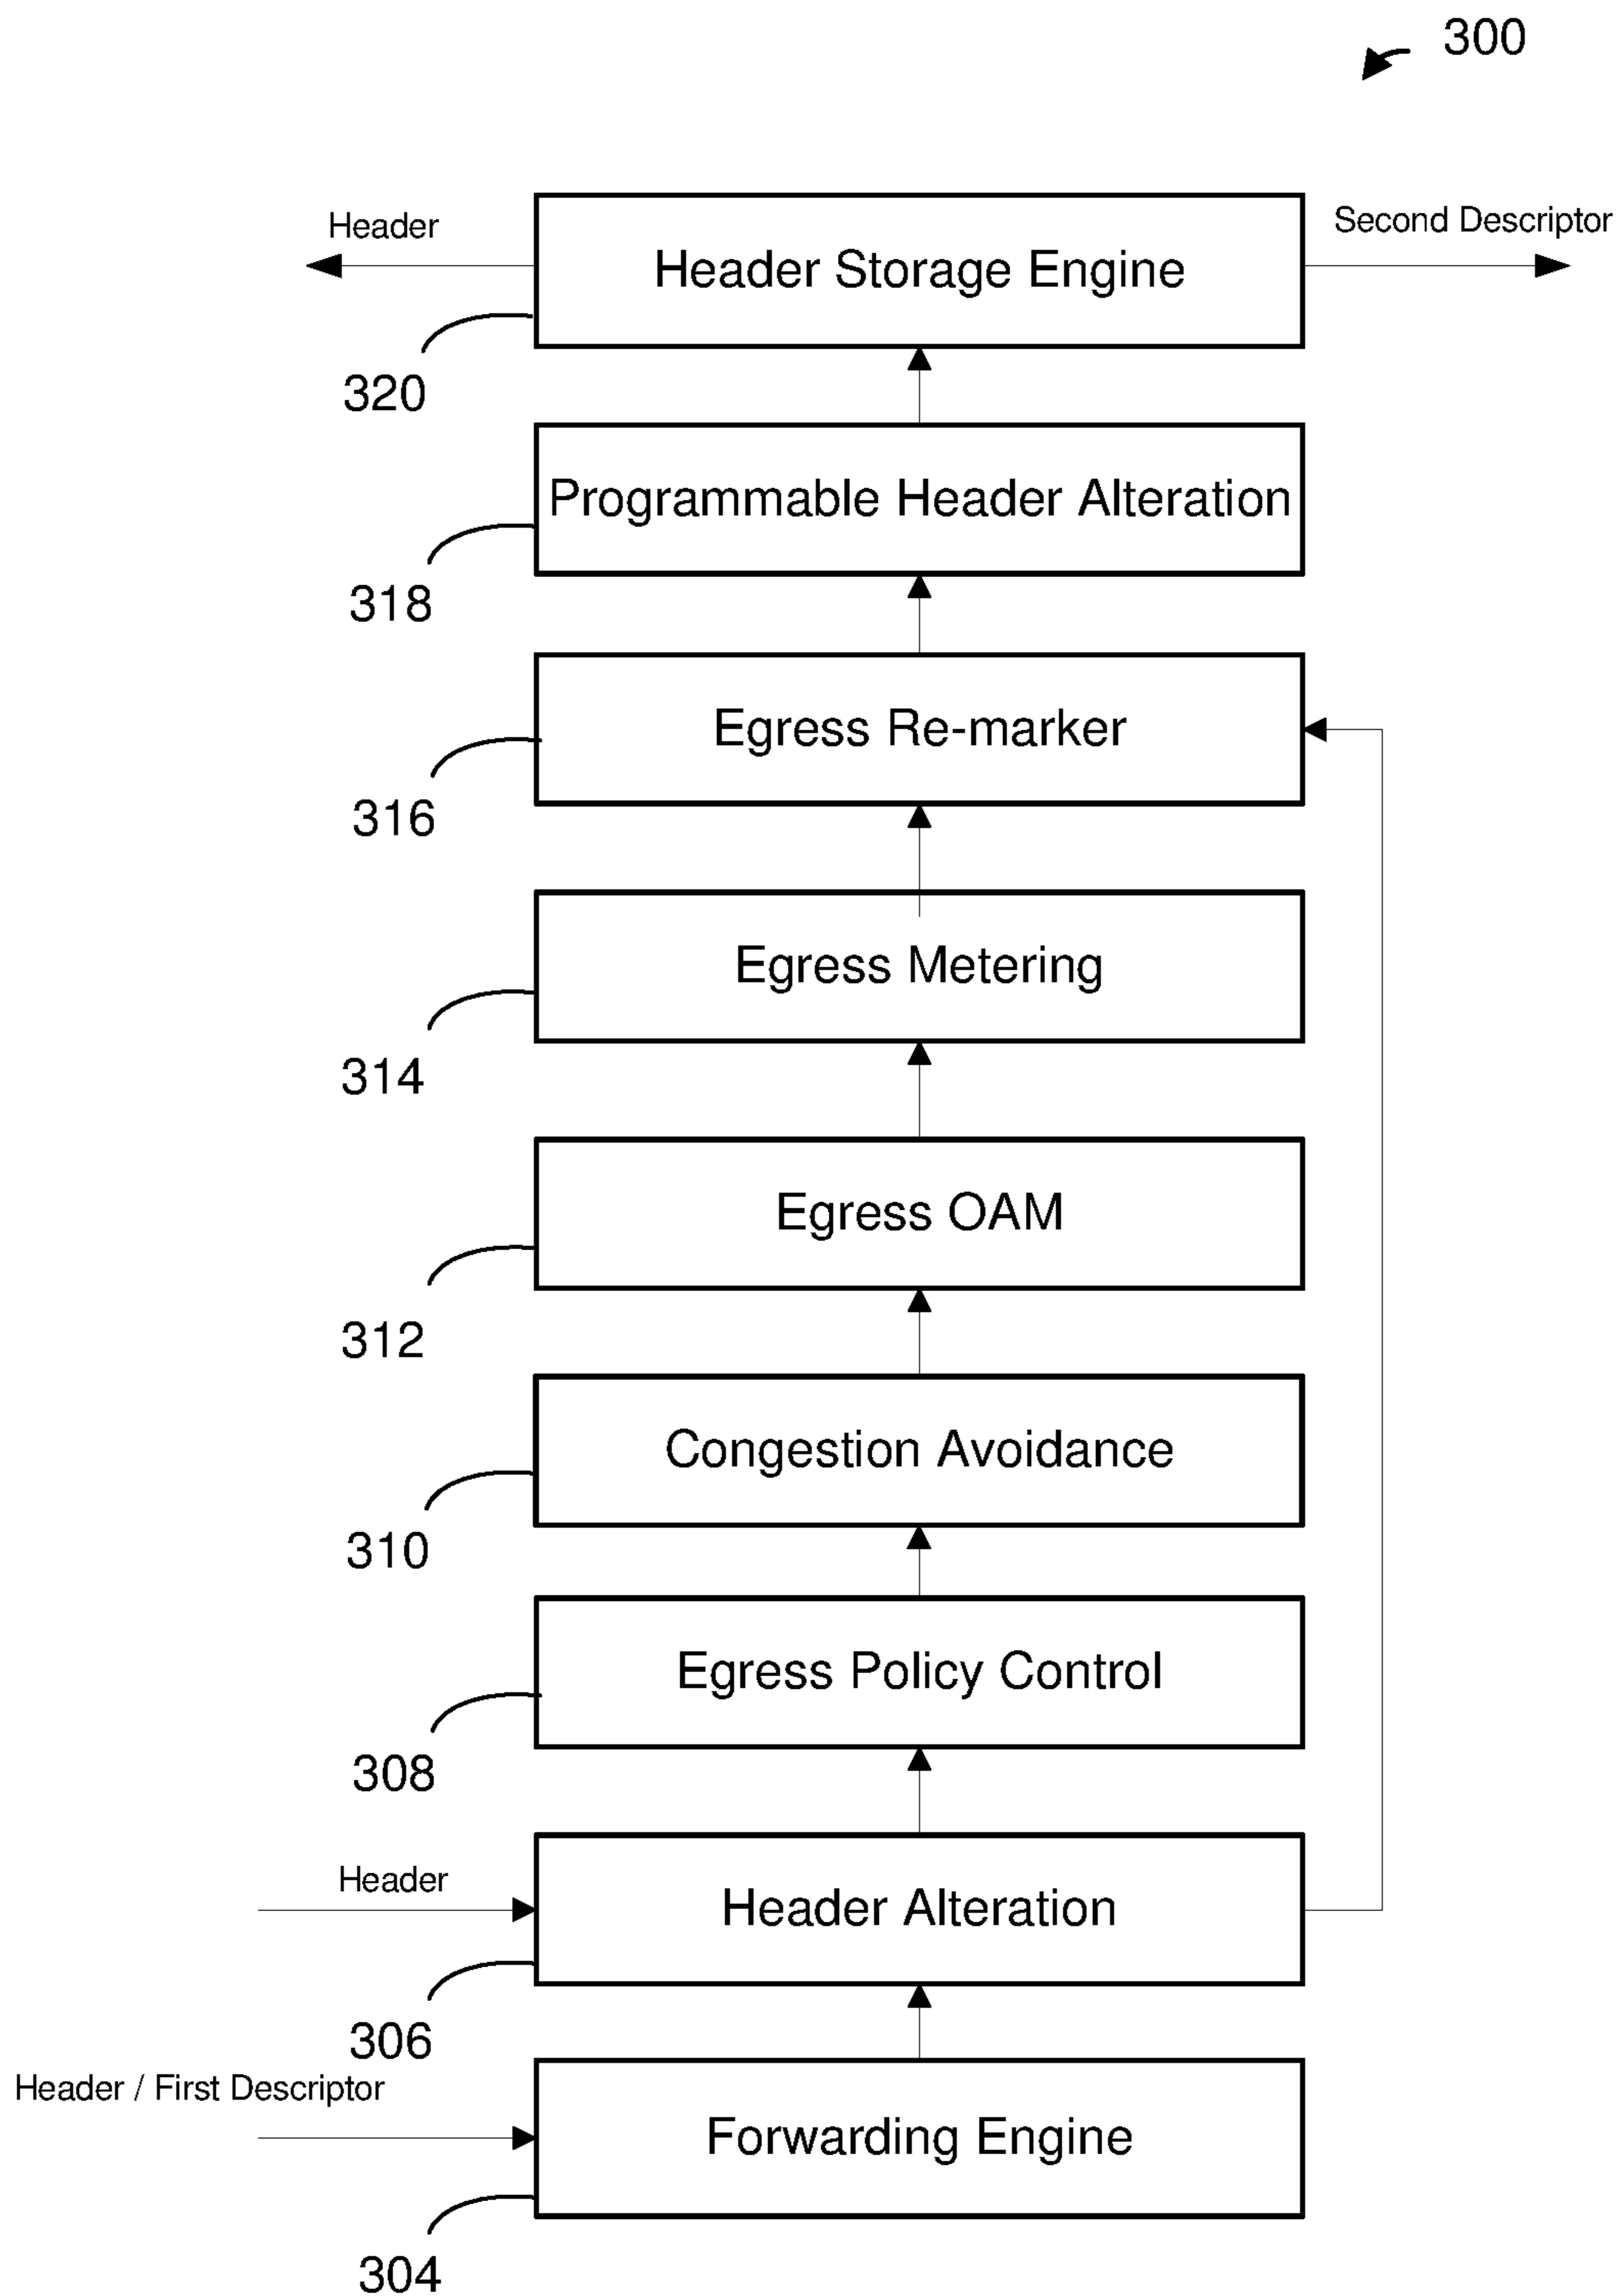 300
Header
Second Descriptor
Header Storage Engine
320
Programmable Header Alteration
318
Egress Re-marker
316
Egress Metering
314
Egress OAM
312
Congestion Avoidance
310
Egress Policy Control
308
Header
Header Alteration
306
Header / First Descriptor
Forwarding Engine
304